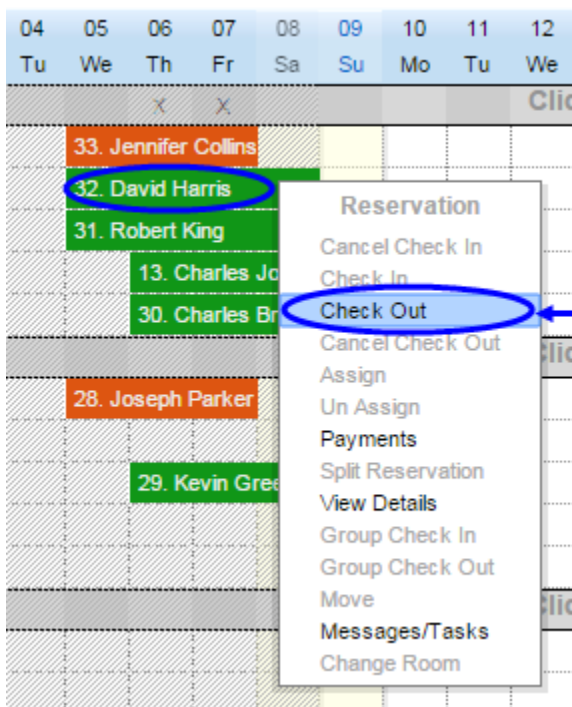 04 05 06 07 08 09 10 11 12
Tu We Th Fr Sa Su Mo Tu We
x x Clic
33. Jennifer Collins
32. David Harris
31. Robert King
13. Charles Jo
30. Charles Br
lic
28. Joseph Parker
29. Kevin Gree
lic
Reservation
Cancel Check In
Check In
Check Out
Cancel Check Out
Assign
Un Assign
Payments
Split Reservation
View Details
Group Check In
Group Check Out
Move
Messages/Tasks
Change Room